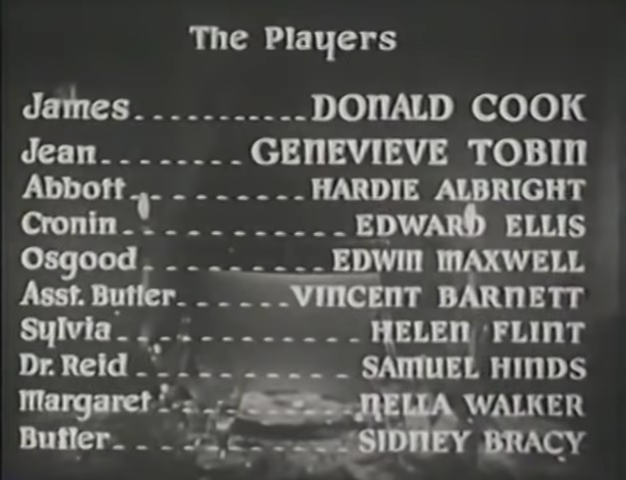 The Players
James........... DONALD COOK
Jean........ GENEVIEVE TOBIN
Abbott.......... HARDIE ALBRIGHT
Cronin............ EDWARD ELLIS
Osgood.......... EDWIN MAXWELL
Asst. Butler...... VINCENT BARNETT
Sylvia............. HELEN FLINT
Dr. Reid........... SAMUEL HINDS
Margaret.......... NELLA WALKER
Butler............ SIDNEY BRACY